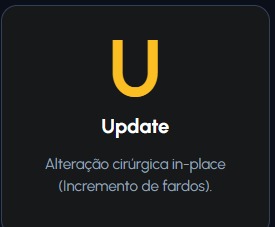 U
Update
Alteração cirúrgica in-place
(Incremento de fardos).